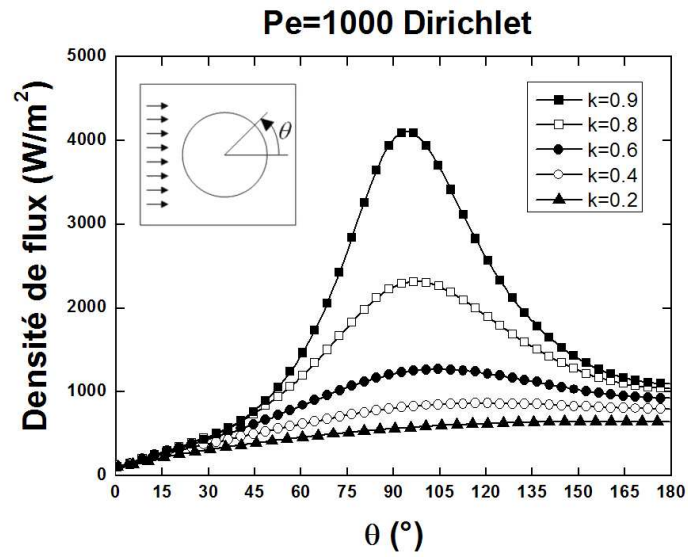 Pe=1000 Dirichlet
Densité de flux (W/m²)
5000
4000
3000
2000
1000
0
θ
k=0.9
k=0.8
k=0.6
k=0.4
k=0.2
0 15 30 45 60 75 90 105 120 135 150 165 180
θ (°)